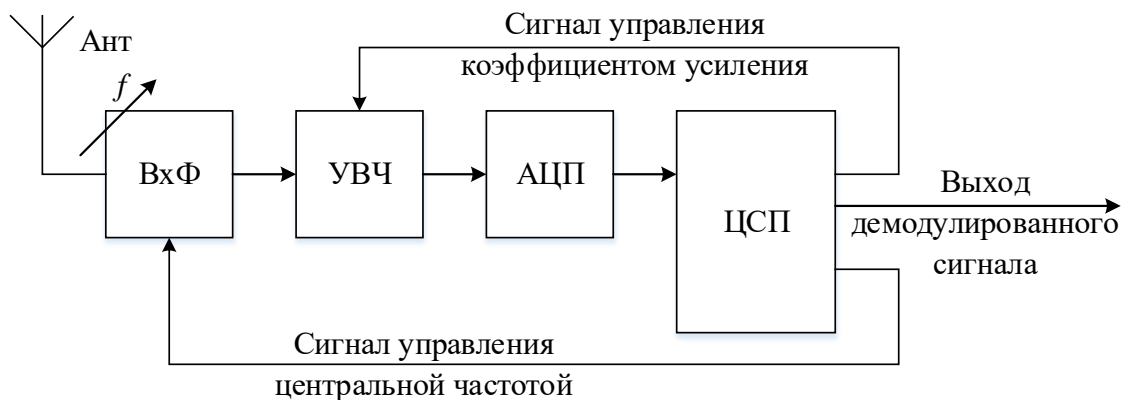 Сигнал управления
коэффициентом усиления
Ант
f
ВхФ
УВЧ
АЦП
ЦСП
Выход
демодулированного
сигнала
Сигнал управления
центральной частотой